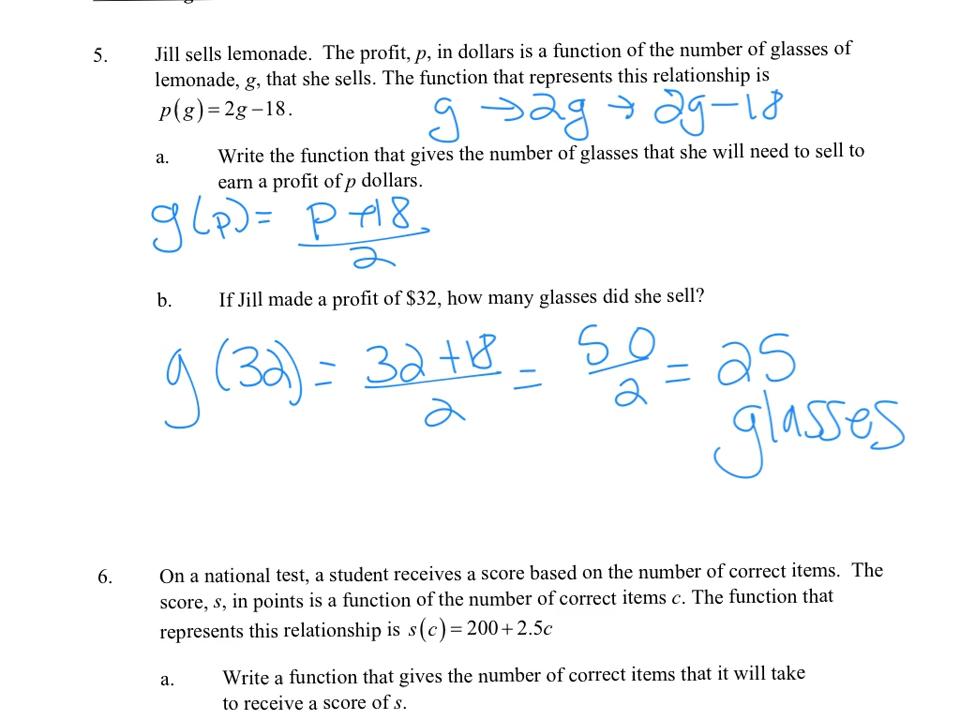 5. Jill sells lemonade. The profit, p, in dollars is a function of the number of glasses of
lemonade, g, that she sells. The function that represents this relationship is
p(g)=2g−18.
g → 2g → 2g−18
a. Write the function that gives the number of glasses that she will need to sell to
earn a profit of p dollars.
g(p) = p+18
2
b. If Jill made a profit of $32, how many glasses did she sell?
g(32) = 32+18 = 50 = 25
2 2
glasses
6. On a national test, a student receives a score based on the number of correct items. The
score, s, in points is a function of the number of correct items c. The function that
represents this relationship is s(c)=200+2.5c
a. Write a function that gives the number of correct items that it will take
to receive a score of s.